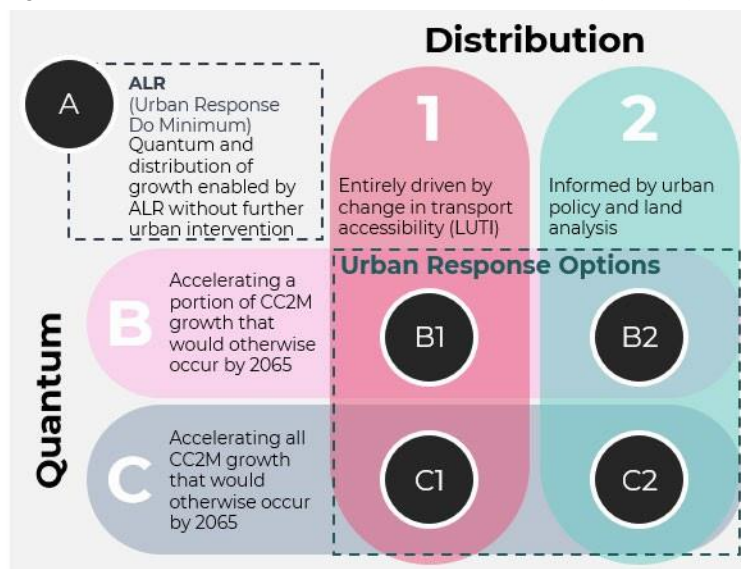 Distribution
A
ALR
(Urban Response
Do Minimum)
Quantum and
distribution of
growth enabled by
ALR without further
urban intervention
1
Entirely driven by
change in transport
accessibility (LUTI)
2
Informed by urban
policy and land
analysis
Urban Response Options
Quantum
B
Accelerating a
portion of CC2M
growth that
would otherwise
occur by 2065
B1
B2
C
Accelerating all
CC2M growth
that would
otherwise occur
by 2065
C1
C2